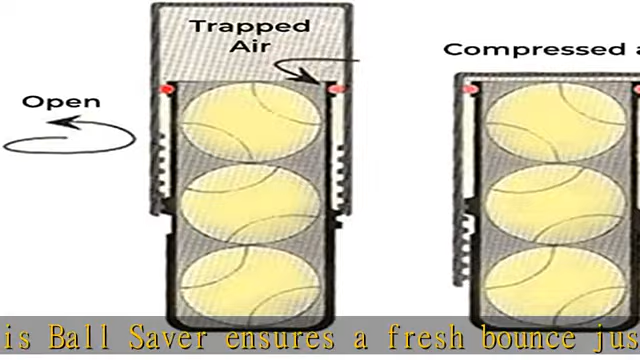 Trapped
Air
Compressed a
Open
is Ball Saver ensures a fresh bounce jus